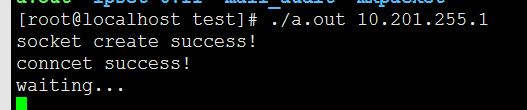 [root@localhost test]# ./a.out 10.201.255.1
socket create success!
conncet success!
waiting...